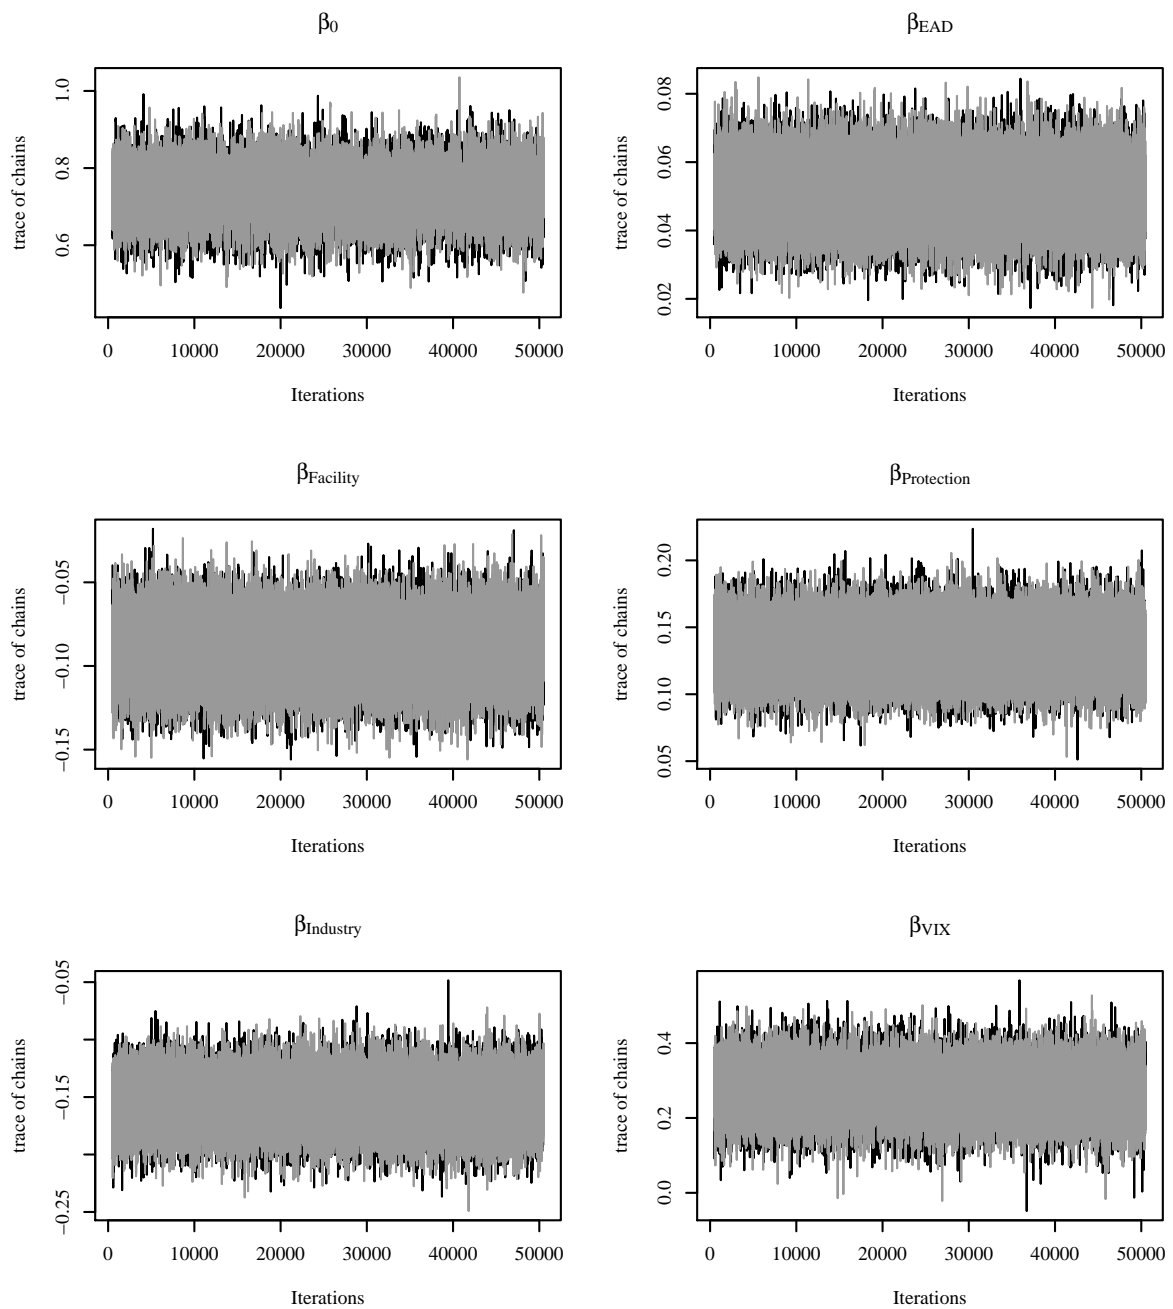 β0
trace of chains
0.6 0.8 1.0
0 10000 20000 30000 40000 50000
Iterations
βEAD
trace of chains
0.02 0.04 0.06 0.08
0 10000 20000 30000 40000 50000
Iterations
βFacility
trace of chains
−0.15 −0.10 −0.05
0 10000 20000 30000 40000 50000
Iterations
βProtection
trace of chains
0.05 0.10 0.15 0.20
0 10000 20000 30000 40000 50000
Iterations
βIndustry
trace of chains
−0.25 −0.15 −0.05
0 10000 20000 30000 40000 50000
Iterations
βVIX
trace of chains
0.0 0.2 0.4
0 10000 20000 30000 40000 50000
Iterations